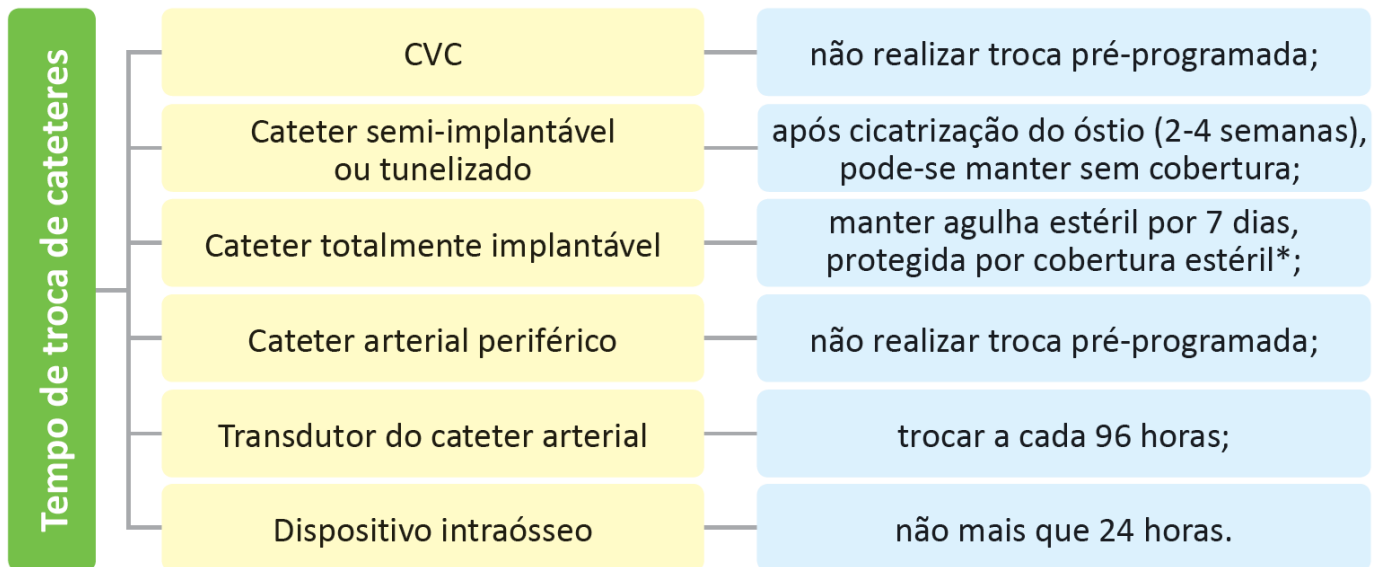 Tempo de troca de cateteres
CVC
não realizar troca pré-programada;
Cateter semi-implantável
ou tunelizado
após cicatrização do óstio (2-4 semanas),
pode-se manter sem cobertura;
Cateter totalmente implantável
manter agulha estéril por 7 dias,
protegida por cobertura estéril*;
Cateter arterial periférico
não realizar troca pré-programada;
Transdutor do cateter arterial
trocar a cada 96 horas;
Dispositivo intraósseo
não mais que 24 horas.